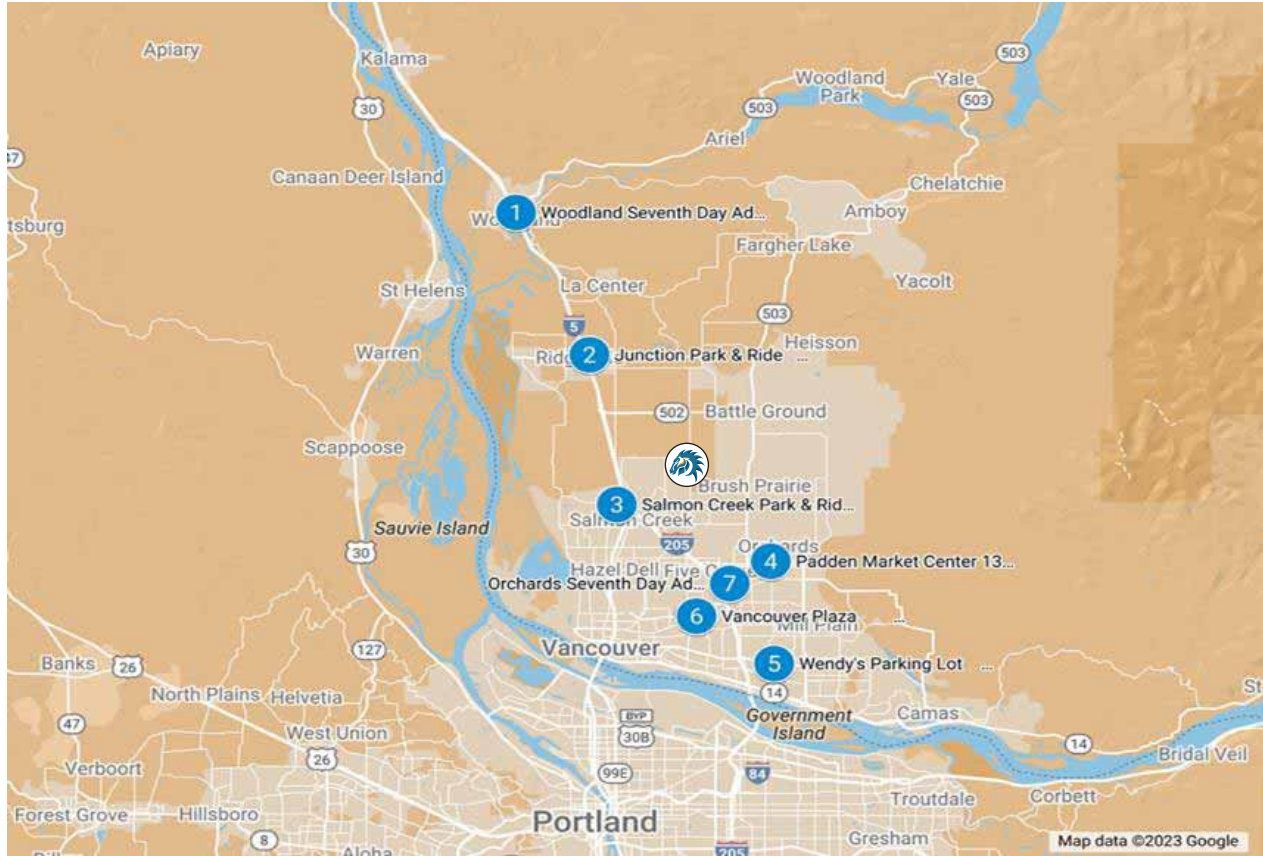 Apiary
Kalama
503
Woodland
Park
Yale
503
503
30
Ariel
47
Canaan Deer Island
Chelatchie
1 Woodland Seventh Day Ad...
Amboy
tsburg
Fargher Lake
St Helens
La Center
Yacolt
503
5
Warren
2 Junction Park & Ride ...
Heisson
502
Battle Ground
Scappoose
Brush Prairie
3 Salmon Creek Park & Rid...
Salmon Creek
Sauvie Island
205
Orchards
30
4 Padden Market Center 13...
Hazel Dell
Orchards Seventh Day Ad... 7
6 Vancouver Plaza ...
Mill Plain
127
Vancouver
Banks
26
5 Wendy's Parking Lot ...
14
North Plains
Helvetia
St
47
West Union
BYP
30B
Government
Island
Camas
14
26
Bridal Veil
Verboort
99E
84
Forest Grove
Hillsboro
Troutdale
Corbett
Portland
8
Gresham
Aloha
205
Map data ©2023 Google